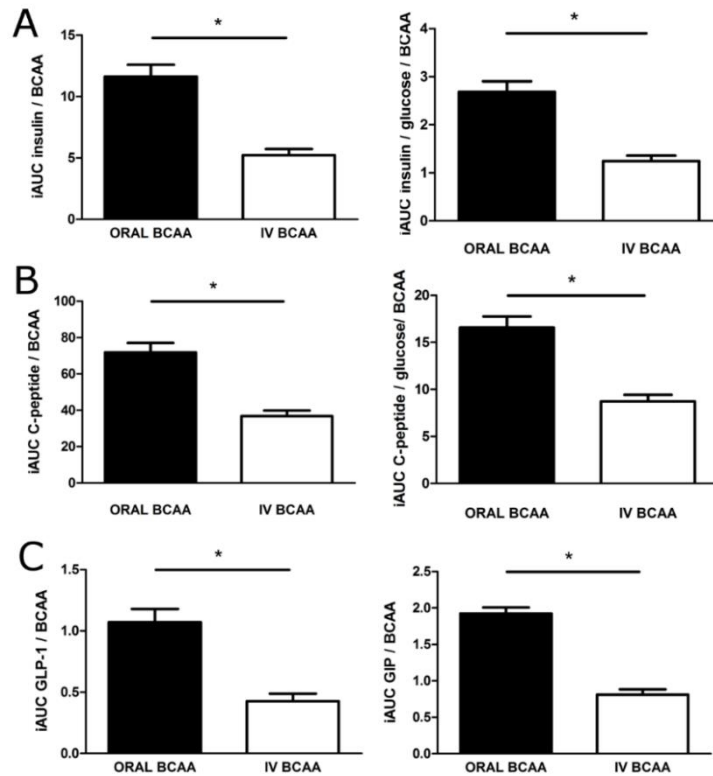 A
iAUC insulin / BCAA
15
10
5
0
*
ORAL BCAA IV BCAA
iAUC insulin / glucose / BCAA
4
3
2
1
0
*
ORAL BCAA IV BCAA
B
iAUC C-peptide / BCAA
100
80
60
40
20
0
*
ORAL BCAA IV BCAA
iAUC C-peptide / glucose/ BCAA
20
15
10
5
0
*
ORAL BCAA IV BCAA
C
iAUC GLP-1 / BCAA
1.5
1.0
0.5
0.0
*
ORAL BCAA IV BCAA
iAUC GIP / BCAA
2.5
2.0
1.5
1.0
0.5
0.0
*
ORAL BCAA IV BCAA